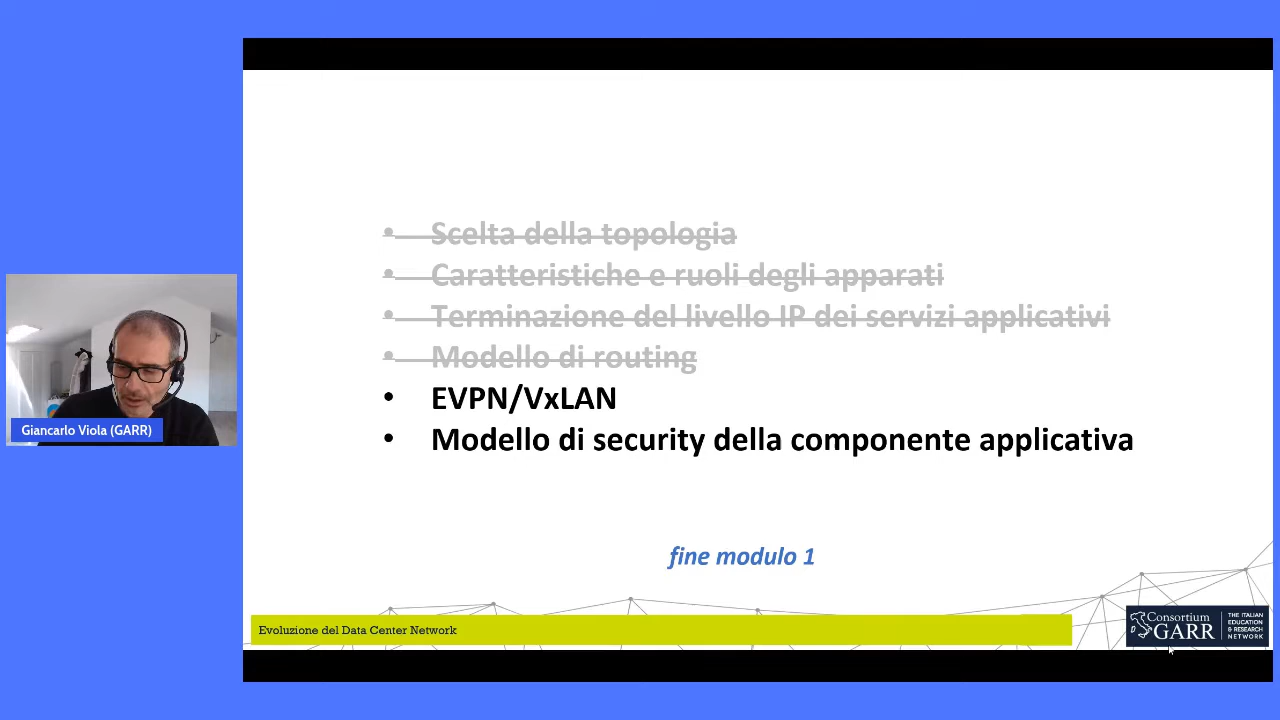 • Scelta della topologia
• Caratteristiche e ruoli degli apparati
• Terminazione del livello IP dei servizi applicativi
• Modello di routing
• EVPN/VxLAN
• Modello di security della componente applicativa
Giancarlo Viola (GARR)
fine modulo 1
Evoluzione del Data Center Network
Consortium
GARR
THE ITALIAN
EDUCATION
& RESEARCH
NETWORK